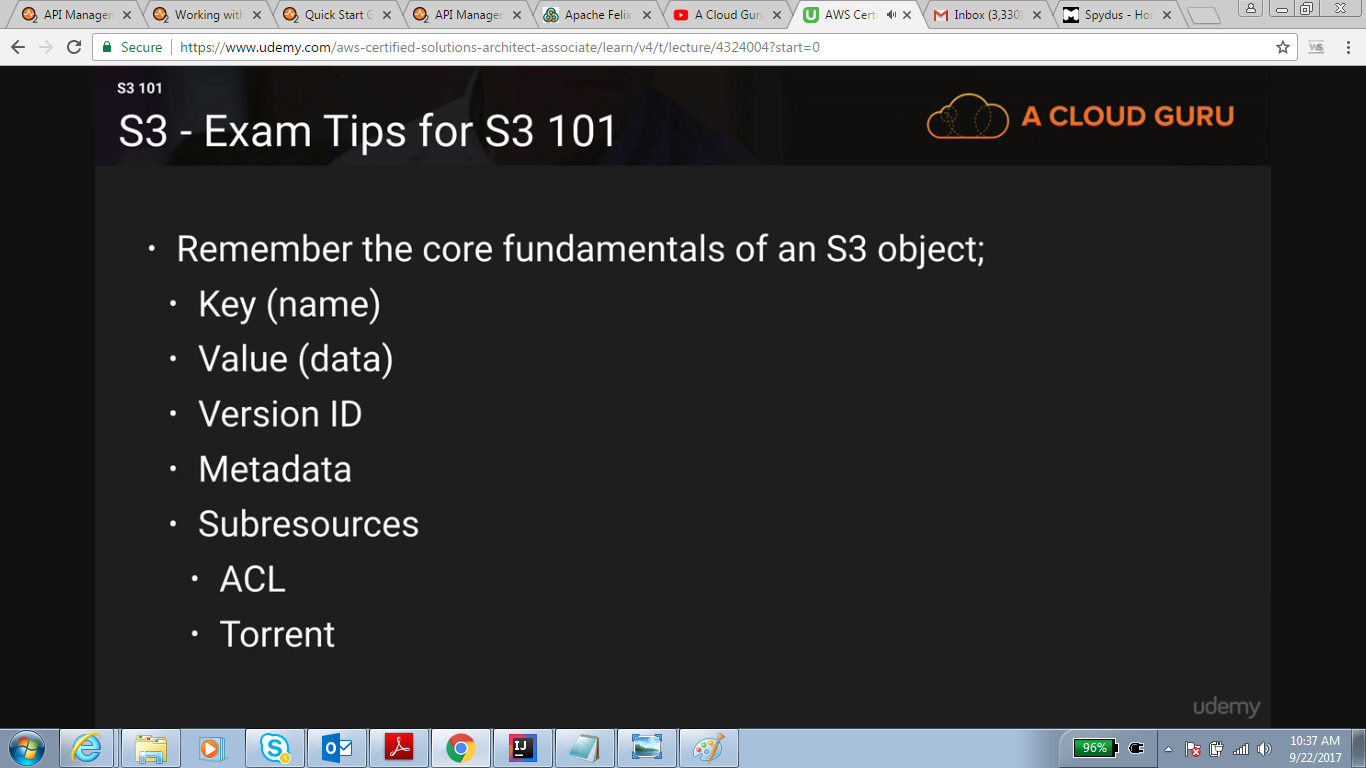 API Manager
Working with
Quick Start G
API Manager
Apache Felix
A Cloud Guru
AWS Certi
Inbox (3,330)
Spydus - Hor
Secure
https://www.udemy.com/aws-certified-solutions-architect-associate/learn/v4/t/lecture/4324004?start=0
S3 101
S3 - Exam Tips for S3 101
A CLOUD GURU
• Remember the core fundamentals of an S3 object;
• Key (name)
• Value (data)
• Version ID
• Metadata
• Subresources
• ACL
• Torrent
udemy
96%
10:37 AM
9/22/2017